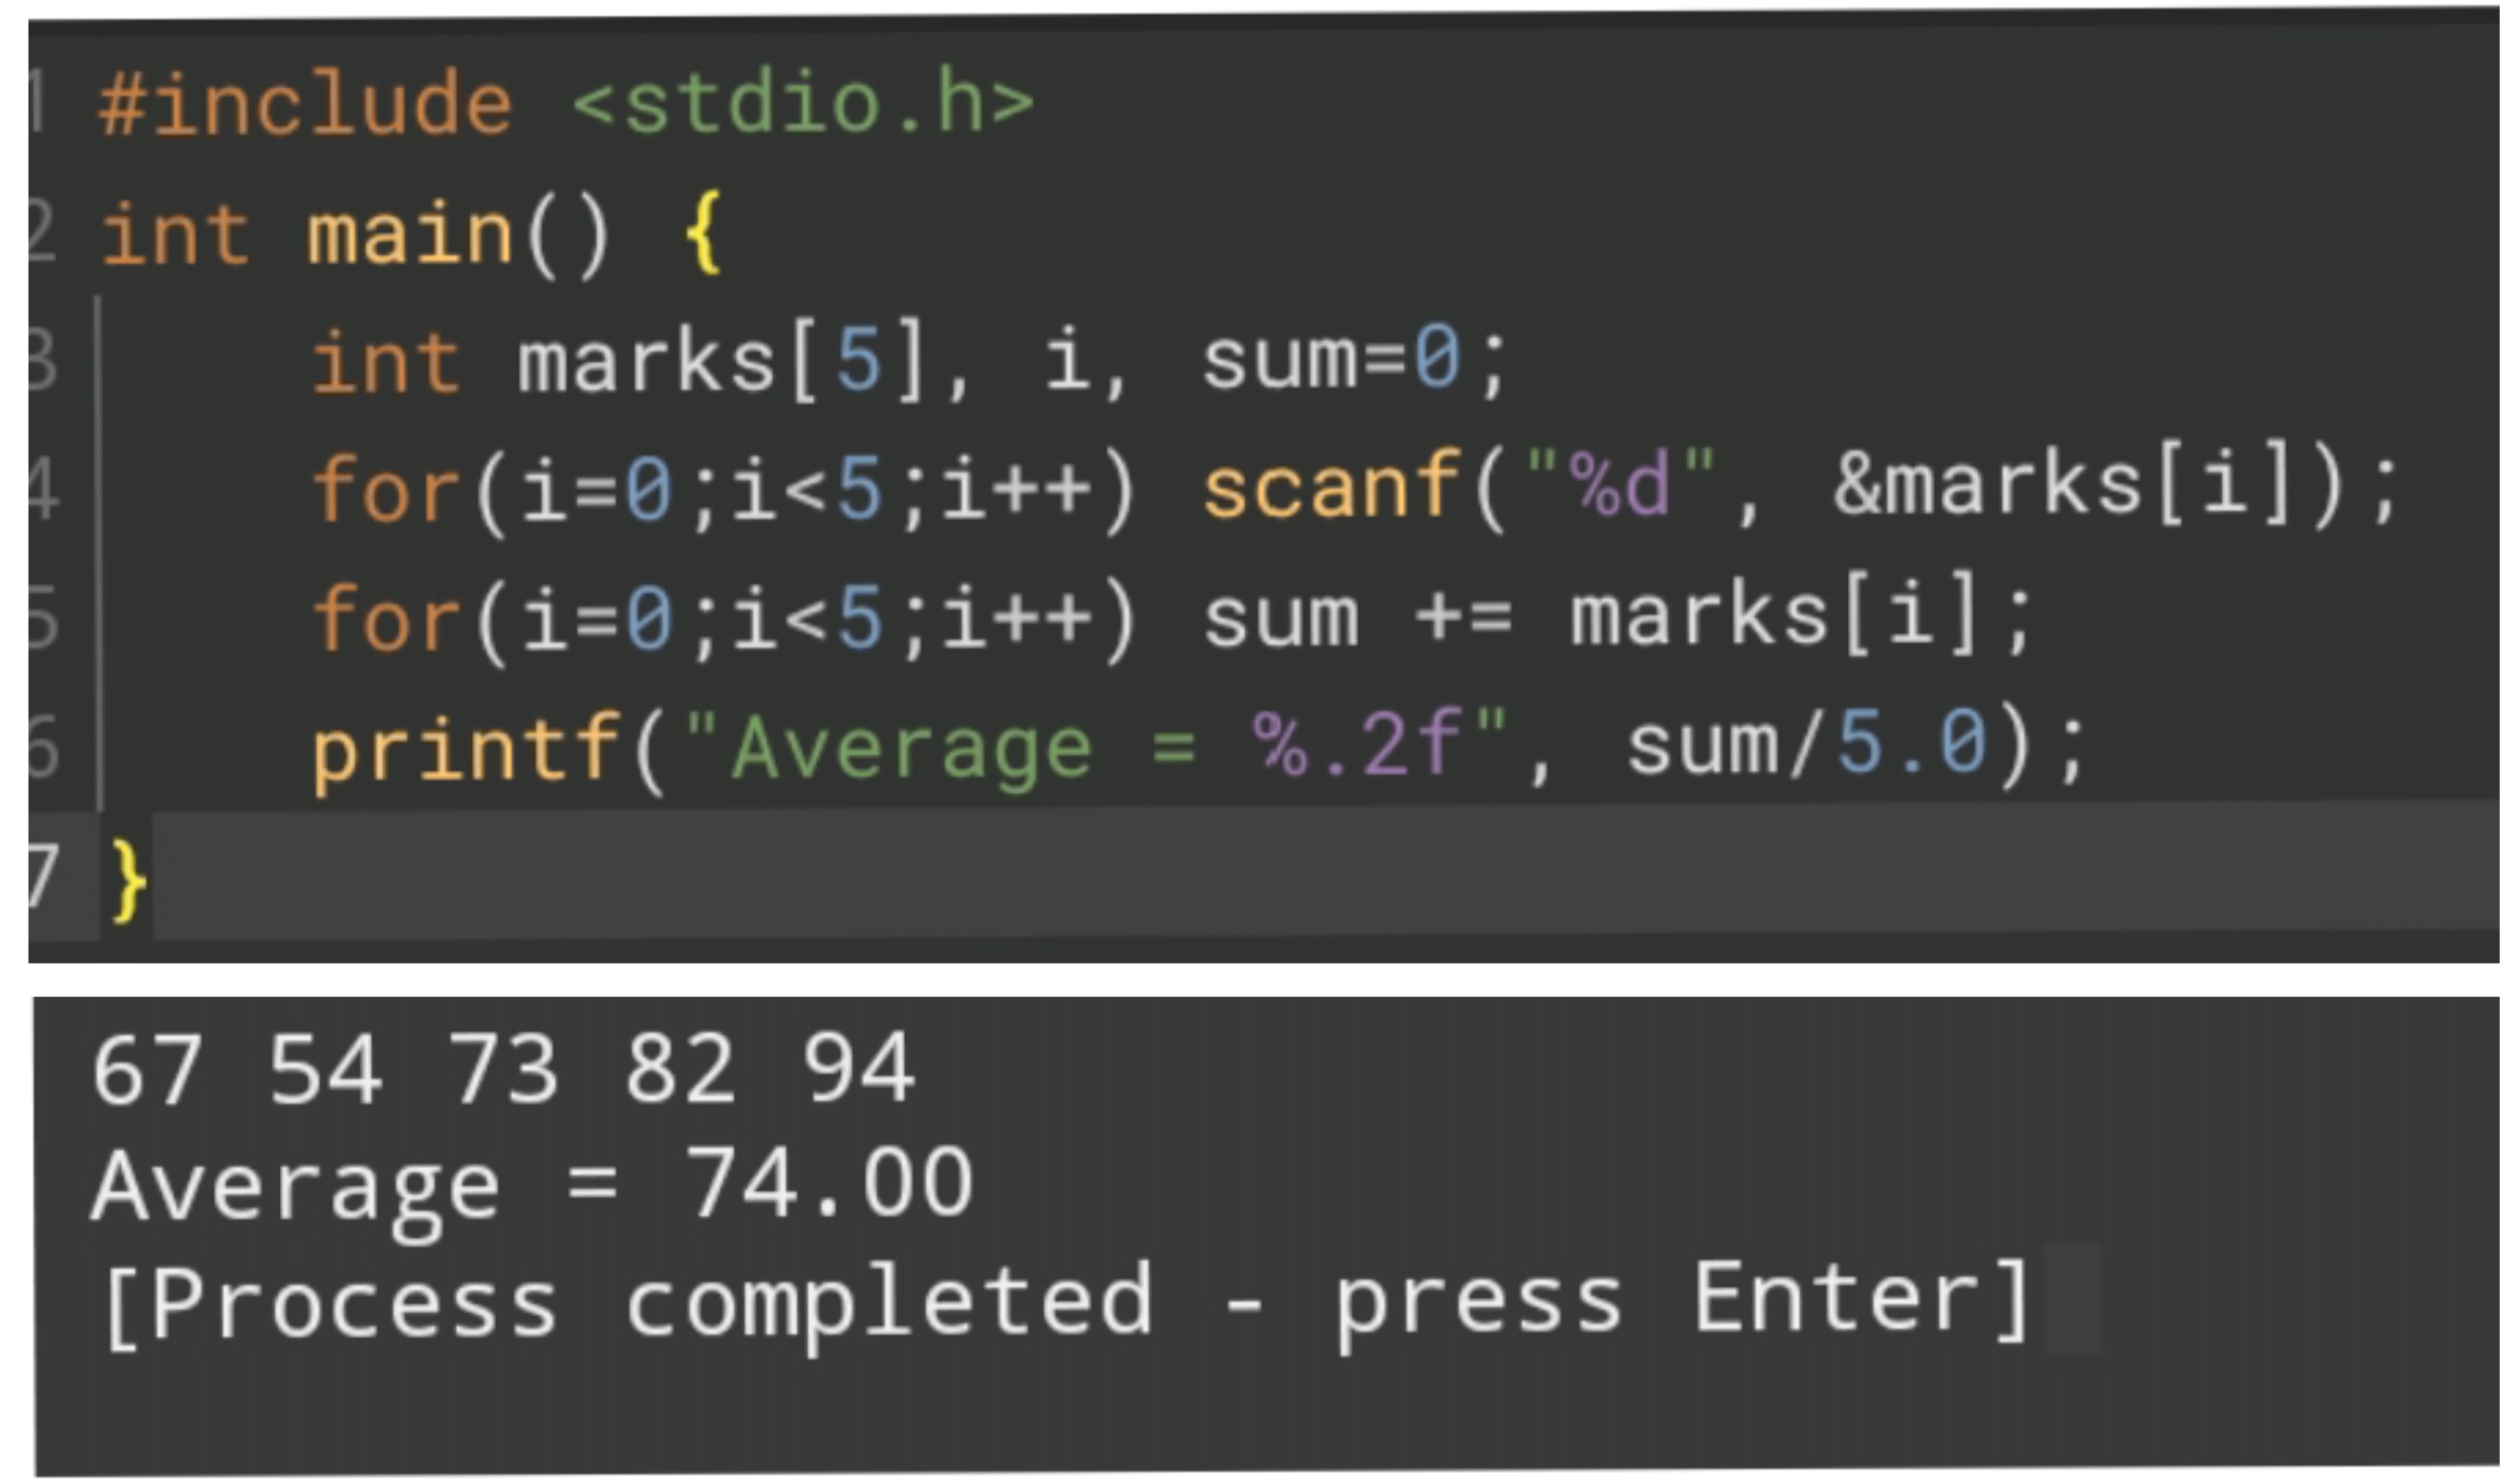 1 #include <stdio.h>
2 int main() {
3     int marks[5], i, sum=0;
4     for(i=0;i<5;i++) scanf("%d", &marks[i]);
5     for(i=0;i<5;i++) sum += marks[i];
6     printf("Average = %.2f", sum/5.0);
7 }
67 54 73 82 94
Average = 74.00
[Process completed - press Enter]